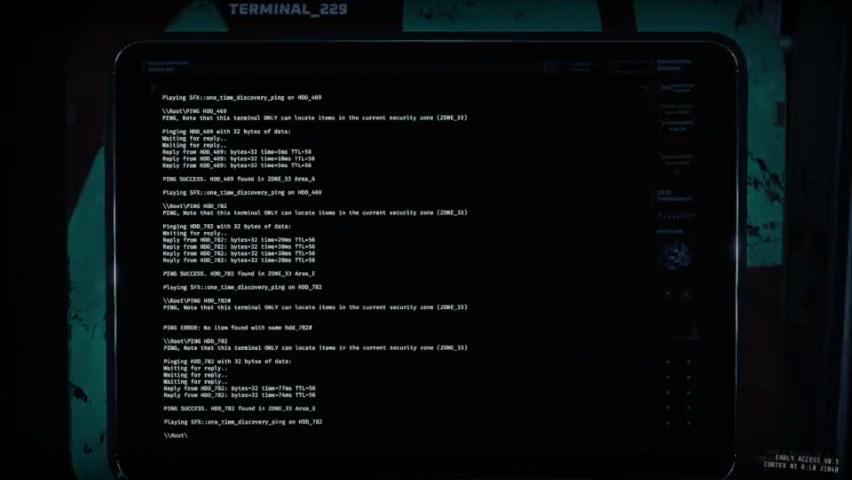 TERMINAL_229
Playing SFX::one_time_discovery_ping on HDD_469
\\Root\PING HDD_469
PING, Note that this terminal ONLY can locate items in the current security zone (ZONE_33)
Pinging HDD_469 with 32 bytes of data:
Waiting for reply..
Waiting for reply..
Reply from HDD_469: bytes=32 time=5ms TTL=56
Reply from HDD_469: bytes=32 time=18ms TTL=56
Reply from HDD_469: bytes=32 time=5ms TTL=56
PING SUCCESS. HDD_469 found in ZONE_33 Area_A
Playing SFX::one_time_discovery_ping on HDD_469
\\Root\PING HDD_782
PING, Note that this terminal ONLY can locate items in the current security zone (ZONE_33)
Pinging HDD_782 with 32 bytes of data:
Waiting for reply..
Reply from HDD_782: bytes=32 time=29ms TTL=56
Reply from HDD_782: bytes=32 time=30ms TTL=56
Reply from HDD_782: bytes=32 time=30ms TTL=56
Reply from HDD_782: bytes=32 time=28ms TTL=56
PING SUCCESS. HDD_782 found in ZONE_33 Area_E
Playing SFX::one_time_discovery_ping on HDD_782
\\Root\PING HDD_782#
PING, Note that this terminal ONLY can locate items in the current security zone (ZONE_33)
PING ERROR: No item found with name hdd_782#
\\Root\PING HDD_782
PING, Note that this terminal ONLY can locate items in the current security zone (ZONE_33)
Pinging HDD_782 with 32 bytes of data:
Waiting for reply..
Waiting for reply..
Waiting for reply..
Reply from HDD_782: bytes=32 time=77ms TTL=56
Reply from HDD_782: bytes=32 time=74ms TTL=56
PING SUCCESS. HDD_782 found in ZONE_33 Area_E
Playing SFX::one_time_discovery_ping on HDD_782
\\Root\
EARLY ACCESS V0.5